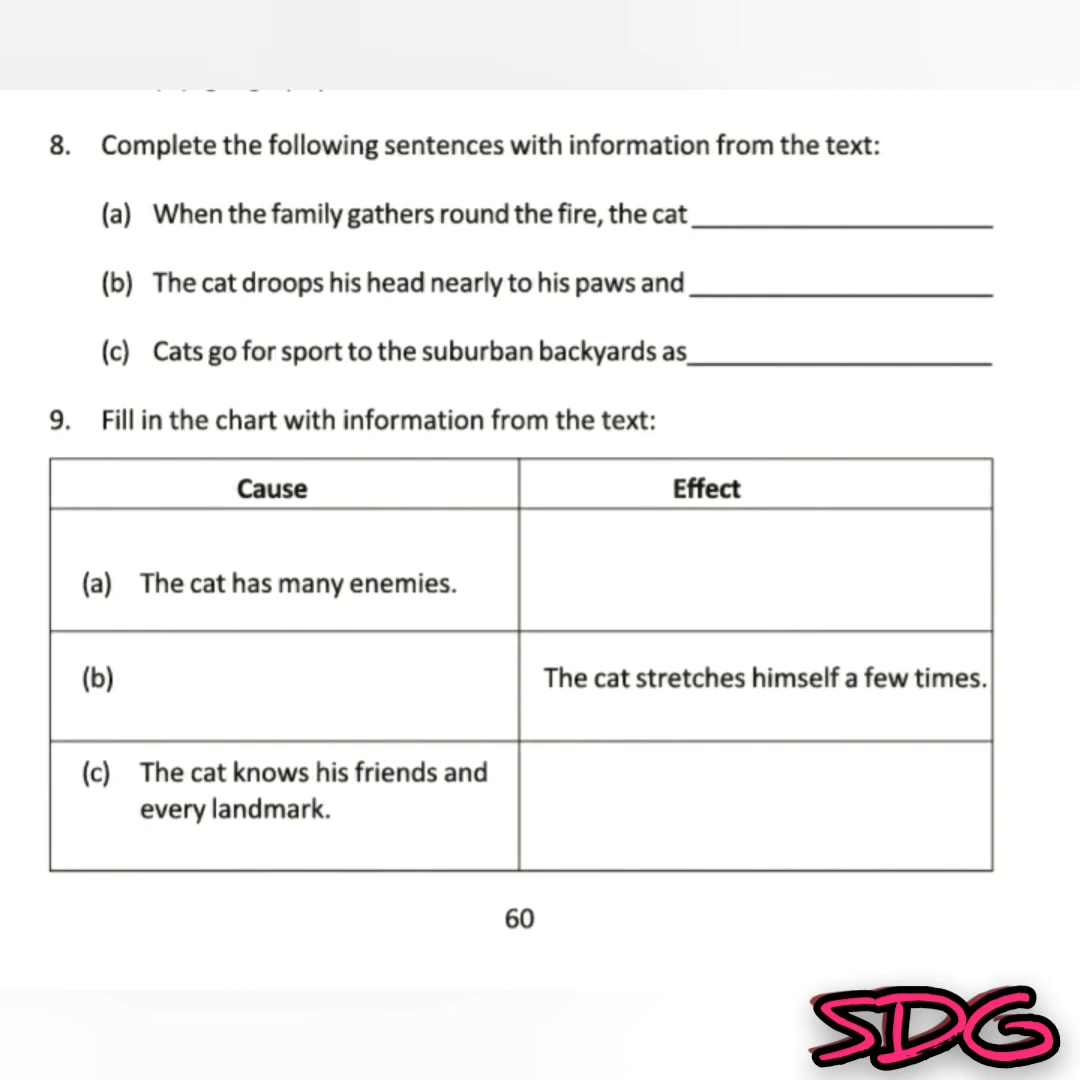 8. Complete the following sentences with information from the text:
(a) When the family gathers round the fire, the cat
(b) The cat droops his head nearly to his paws and
(c) Cats go for sport to the suburban backyards as
9. Fill in the chart with information from the text:
Cause Effect
(a) The cat has many enemies.
(b) The cat stretches himself a few times.
(c) The cat knows his friends and
every landmark.
60
SDG